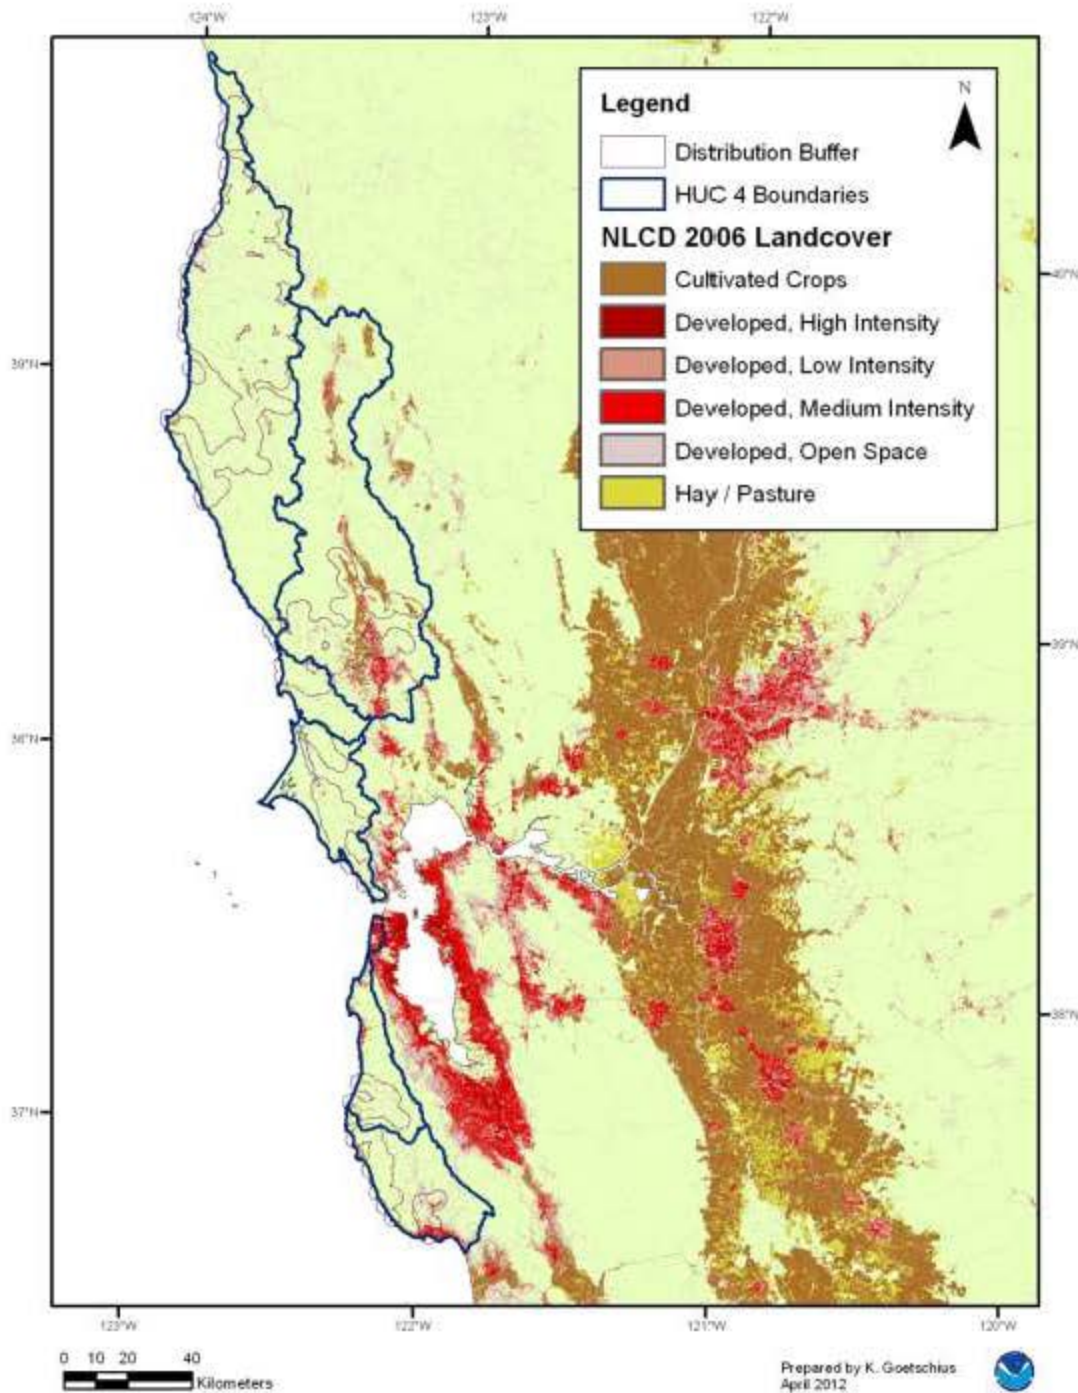 124°W 123°W 122°W
Legend
N
Distribution Buffer
HUC 4 Boundaries
NLCD 2006 Landcover
Cultivated Crops
Developed, High Intensity
Developed, Low Intensity
Developed, Medium Intensity
Developed, Open Space
Hay / Pasture
40°N
39°N
39°N
38°N
38°N
37°N
123°W 122°W 121°W 120°W
0 10 20 40
Kilometers
Prepared by K. Goetschius
April 2012